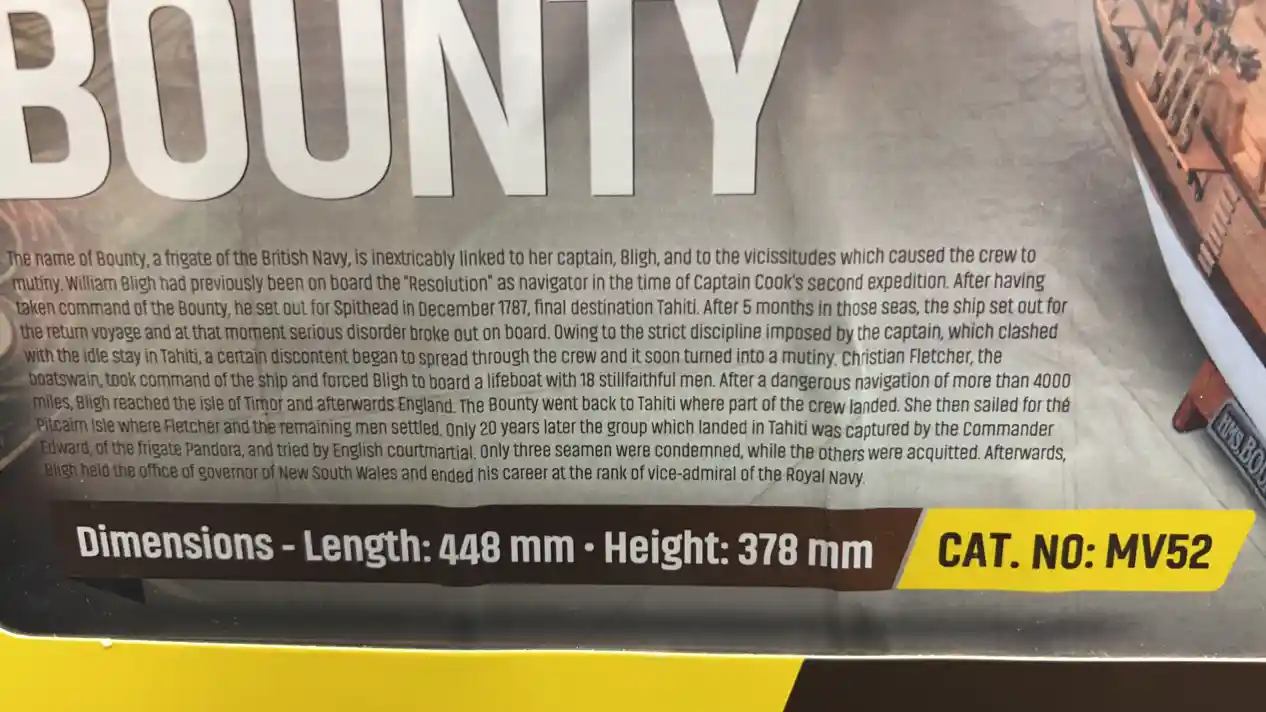 BOUNTY
The name of Bounty, a frigate of the British Navy, is inextricably linked to her captain, Bligh, and to the vicissitudes which caused the crew to
mutiny. William Bligh had previously been on board the "Resolution" as navigator in the time of Captain Cook's second expedition. After having
taken command of the Bounty, he set out for Spithead in December 1787, final destination Tahiti. After 5 months in those seas, the ship set out for
the return voyage and at that moment serious disorder broke out on board. Owing to the strict discipline imposed by the captain, which clashed
with the idle stay in Tahiti, a certain discontent began to spread through the crew and it soon turned into a mutiny. Christian Fletcher, the
boatswain, took command of the ship and forced Bligh to board a lifeboat with 18 stillfaithful men. After a dangerous navigation of more than 4000
miles, Bligh reached the isle of Timor and afterwards England. The Bounty went back to Tahiti where part of the crew landed. She then sailed for the
Pitcairn Isle where Fletcher and the remaining men settled. Only 20 years later the group which landed in Tahiti was captured by the Commander
Edward, of the frigate Pandora, and tried by English courtmartial. Only three seamen were condemned, while the others were acquitted. Afterwards,
Bligh held the office of governor of New South Wales and ended his career at the rank of vice-admiral of the Royal Navy.
Dimensions - Length: 448 mm • Height: 378 mm
CAT. NO: MV52
HMS.BOU